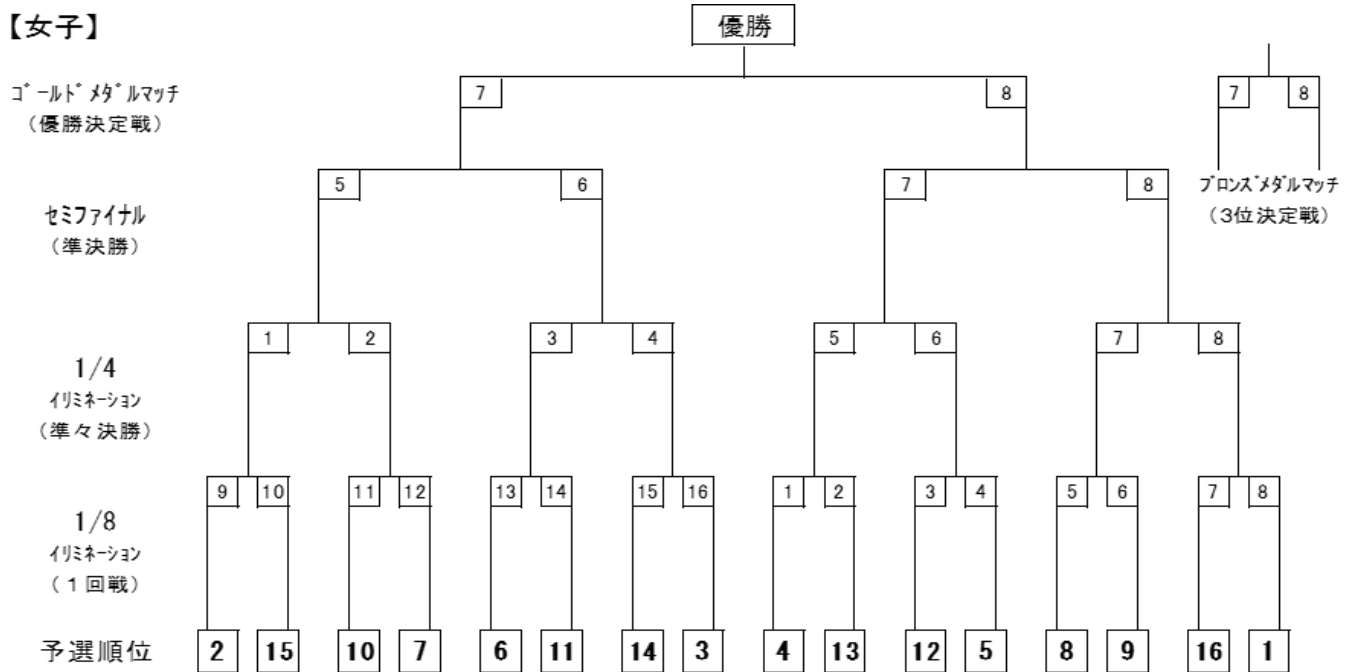 【女子】
優勝
ｺﾞｰﾙﾄﾞﾒﾀﾞﾙﾏｯﾁ
（優勝決定戦）
7 8
7 8
ﾌﾞﾛﾝｽﾞﾒﾀﾞﾙﾏｯﾁ
（3位決定戦）
ｾﾐﾌｧｲﾅﾙ
（準決勝）
5 6 7 8
1/4
ｲﾘﾐﾈｰｼｮﾝ
（準々決勝）
1 2 3 4 5 6 7 8
1/8
ｲﾘﾐﾈｰｼｮﾝ
（１回戦）
9 10 11 12 13 14 15 16 1 2 3 4 5 6 7 8
予選順位 2 15 10 7 6 11 14 3 4 13 12 5 8 9 16 1